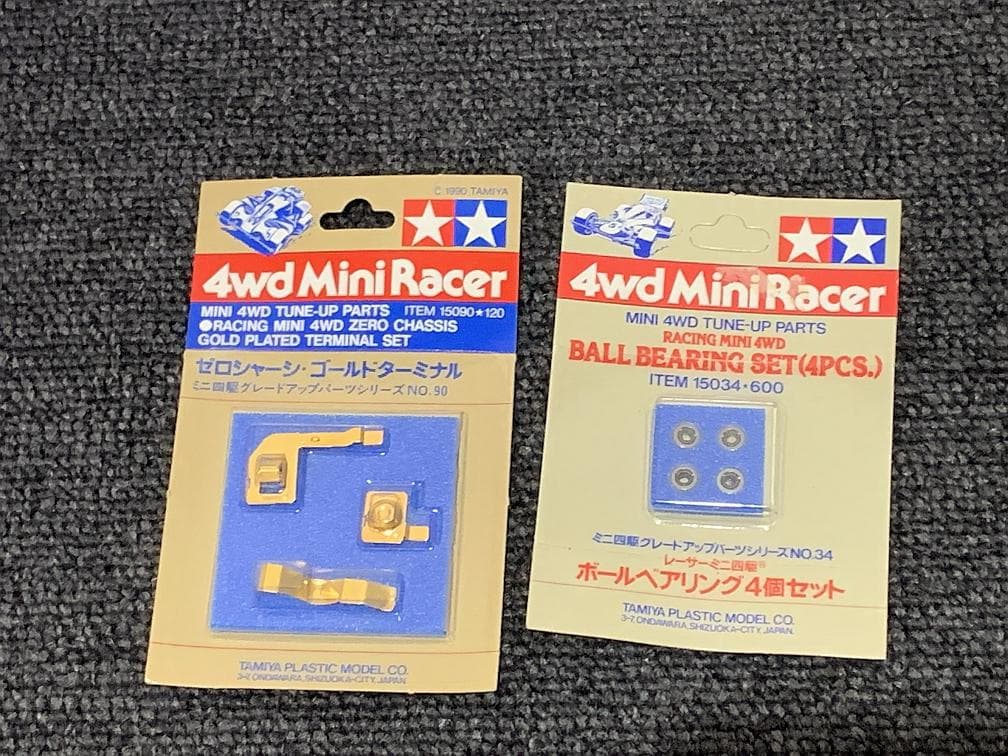 © 1990 TAMIYA
4wd Mini Racer
MINI 4WD TUNE-UP PARTS ITEM 15090★120
●RACING MINI 4WD ZERO CHASSIS
GOLD PLATED TERMINAL SET
ゼロシャーシ・ゴールドターミナル
ミニ四駆グレードアップパーツシリーズ NO.90
TAMIYA PLASTIC MODEL CO.
3-7, ONDAWARA, SHIZUOKA-CITY, JAPAN.
4wd Mini Racer
MINI 4WD TUNE-UP PARTS
RACING MINI 4WD
BALL BEARING SET (4PCS.)
ITEM 15034★600
ミニ四駆グレードアップパーツシリーズ NO.34
レーサーミニ四駆®
ボールベアリング4個セット
TAMIYA PLASTIC MODEL CO.
3-7, ONDAWARA, SHIZUOKA-CITY, JAPAN.